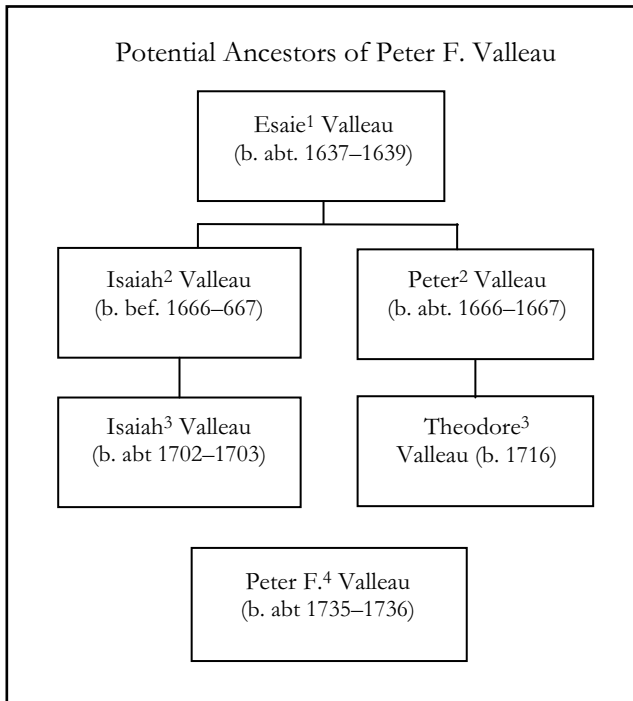 Potential Ancestors of Peter F. Valleau
Esaie¹ Valleau
(b. abt. 1637–1639)
Isaiah² Valleau
(b. bef. 1666–667)
Peter² Valleau
(b. abt. 1666–1667)
Isaiah³ Valleau
(b. abt 1702–1703)
Theodore³
Valleau (b. 1716)
Peter F.⁴ Valleau
(b. abt 1735–1736)